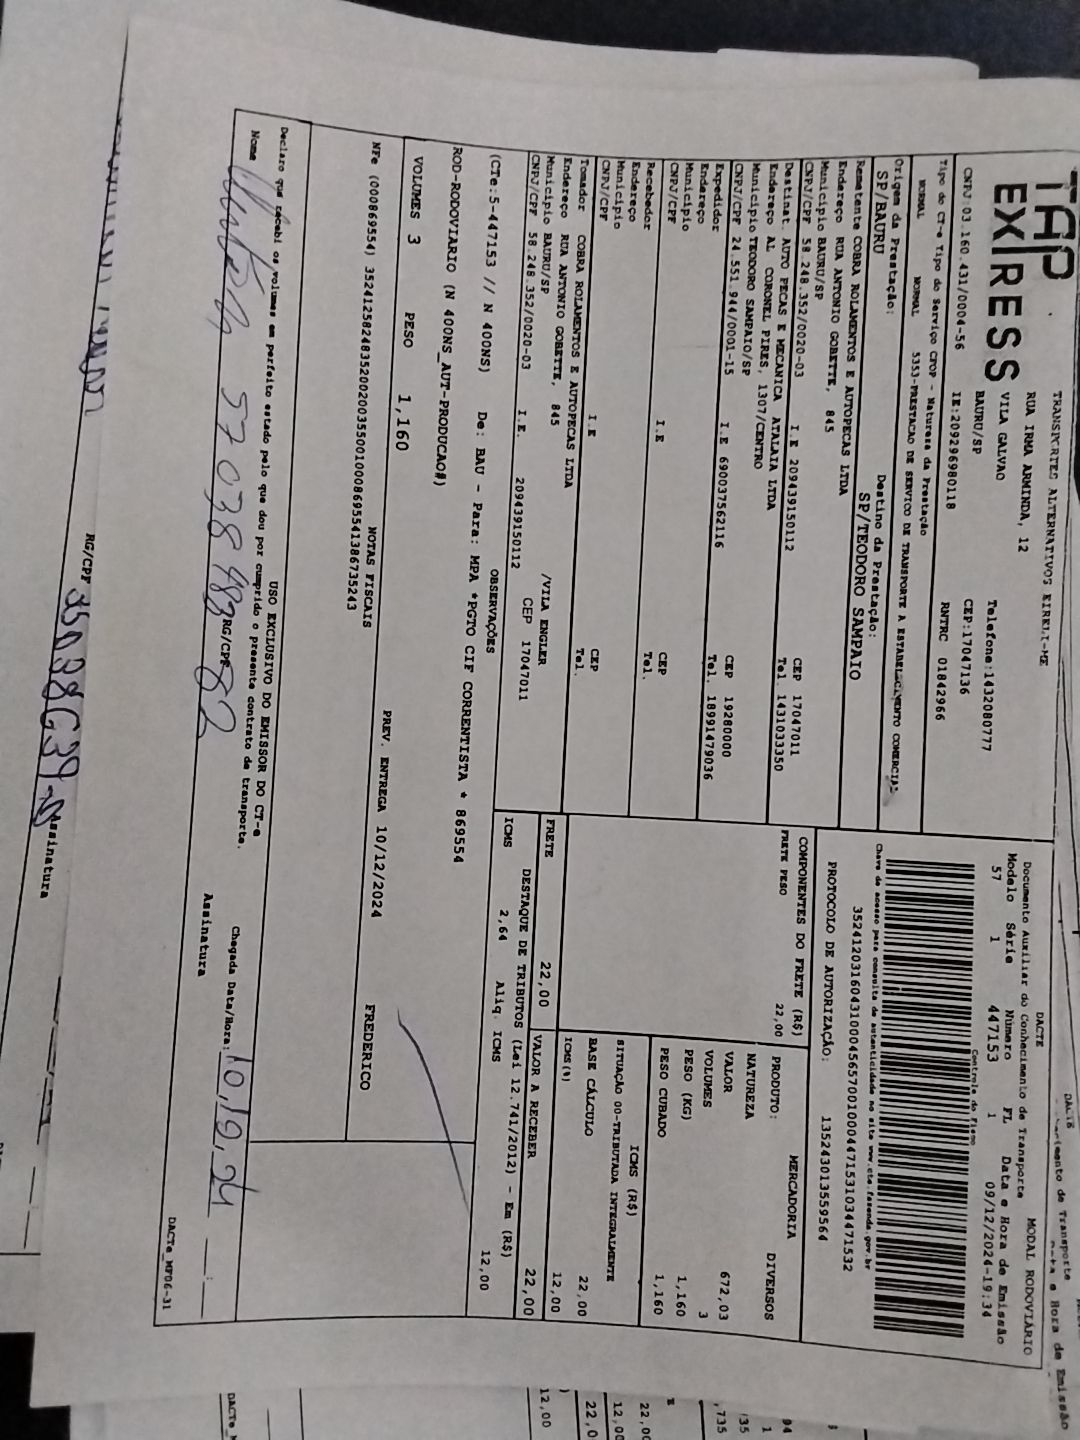 TAP
EXPRESS
TRANSPORTES ALTERNATIVOS EIRELI-ME
RUA IRMA ARMINDA, 12
VILA GALVAO
BAURU/SP
Telefone:1432080777
CEP:17047136
CNPJ:03.160.431/0004-56 IE:209296980118 RNTRC 01842966
Tipo do CT-e Tipo do Serviço CFOP - Natureza da Prestação
NORMAL NORMAL 5353-PRESTACAO DE SERVICO DE TRANSPORTE A ESTABELECIMENTO COMERCIAL
Origem da Prestação: Destino da Prestação:
SP/BAURU SP/TEODORO SAMPAIO
Remetente COBRA ROLAMENTOS E AUTOPECAS LTDA
Endereço RUA ANTONIO GOBETTE, 845
Município BAURU/SP CEP 17047011
CNPJ/CPF 58.248.352/0020-03 I.E 209439150112 Tel. 1431033350
Destinat. AUTO PECAS E MECANICA ATALAIA LTDA
Endereço AL CORONEL PIRES, 1307/CENTRO
Município TEODORO SAMPAIO/SP CEP 19280000
CNPJ/CPF 24.551.944/0001-15 I.E 690037562116 Tel. 18991479036
Expedidor
Endereço
Município CEP
CNPJ/CPF I.E Tel.
Recebedor
Endereço
Município CEP
CNPJ/CPF I.E Tel.
Tomador COBRA ROLAMENTOS E AUTOPECAS LTDA
Endereço RUA ANTONIO GOBETTE, 845 /VILA ENGLER
Município BAURU/SP CEP 17047011
CNPJ/CPF 58.248.352/0020-03 I.E. 209439150112
OBSERVAÇÕES
(CTe:5-447153 // N 400NS) De: BAU - Para: MPA *PGTO CIF CORRENTISTA * 869554
ROD-RODOVIARIO (N 400NS_AUT-PRODUCAO#)
VOLUMES 3 PESO 1,160
PREV. ENTREGA 10/12/2024 FREDERICO
NOTAS FISCAIS
NFe (000869554) 35241258248352002003550010008695541386735243
DACTE
Documento Auxiliar do Conhecimento de Transporte MODAL RODOVIÁRIO
Modelo Série Número FL Data e Hora de Emissão
57 1 447153 1 09/12/2024-19:34
Controle do Fisco
Chave de acesso para consulta de autenticidade no site www.cte.fazenda.gov.br
35241203160431000456570010004471531034471532
PROTOCOLO DE AUTORIZAÇÃO: 135243013559564
COMPONENTES DO FRETE (R$)
FRETE PESO 22,00
PRODUTO: MERCADORIA
NATUREZA DIVERSOS
VALOR 672,03
VOLUMES 3
PESO (KG) 1,160
PESO CUBADO 1,160
ICMS (R$)
SITUAÇÃO 00-TRIBUTADA INTEGRALMENTE
BASE CÁLCULO 22,00
ICMS(%) 12,00
FRETE 22,00 VALOR A RECEBER 22,00
DESTAQUE DE TRIBUTOS (Lei 12.741/2012) - Em (R$)
ICMS 2,64 Aliq. ICMS 12,00
USO EXCLUSIVO DO EMISSOR DO CT-e
Declaro que recebi os volumes em perfeito estado pelo que dou por cumprido o presente contrato de transporte.
Nome 57 038 483 RG/CPF 82 Assinatura
Chegada Data/Hora: 10,12,24
DACTe_MF06-31
RG/CPF Assinatura